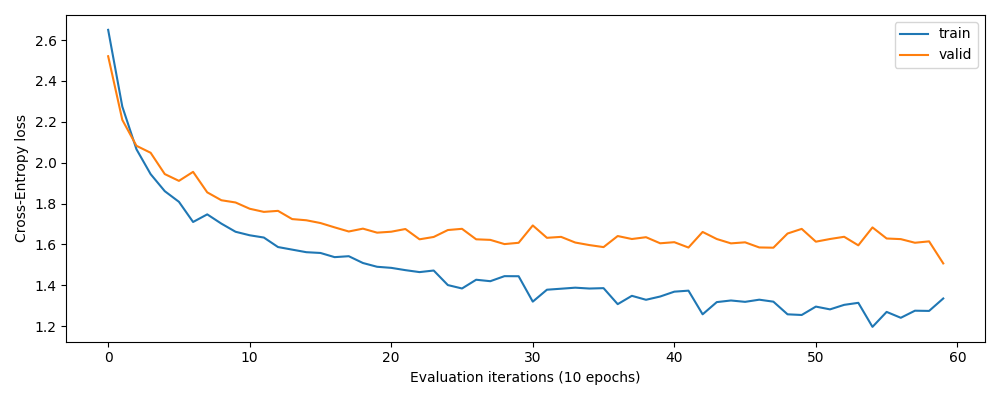 train
valid
2.6
2.4
2.2
2.0
1.8
1.6
1.4
1.2
Cross-Entropy loss
0 10 20 30 40 50 60
Evaluation iterations (10 epochs)